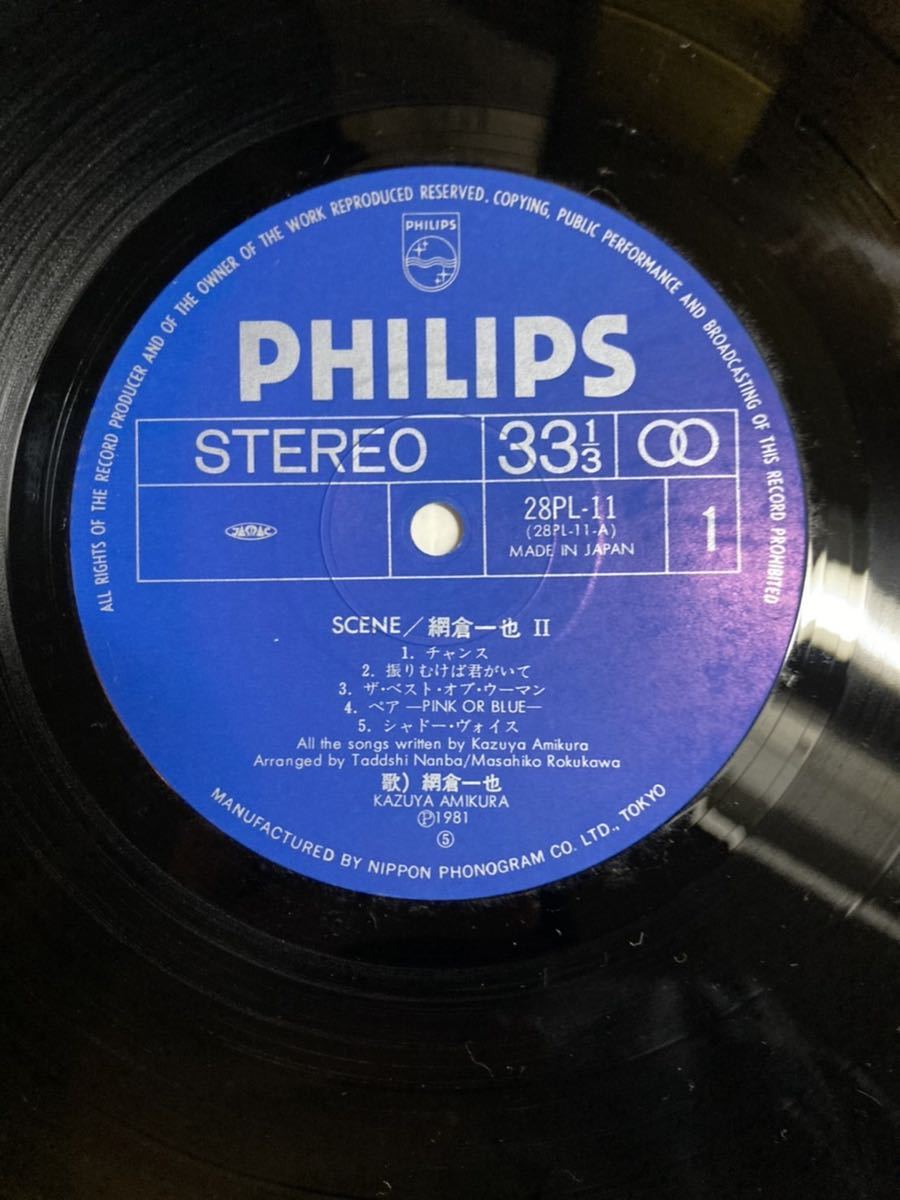 ALL RIGHTS OF THE RECORD PRODUCER AND OF THE OWNER OF THE WORK REPRODUCED RESERVED. COPYING, PUBLIC PERFORMANCE AND BROADCASTING OF THIS RECORD PROHIBITED
PHILIPS
PHILIPS
STEREO
33 1/3
JASRAC
28PL-11
(28PL-11-A)
MADE IN JAPAN
1
SCENE/網倉一也 II
1. チャンス
2. 振りむけば君がいて
3. ザ・ベスト・オブ・ウーマン
4. ペア —PINK OR BLUE—
5. シャドー・ヴォイス
All the songs written by Kazuya Amikura
Arranged by Taddshi Nanba/Masahiko Rokukawa
歌) 網倉一也
KAZUYA AMIKURA
Ⓟ1981
⑤
MANUFACTURED BY NIPPON PHONOGRAM CO. LTD., TOKYO